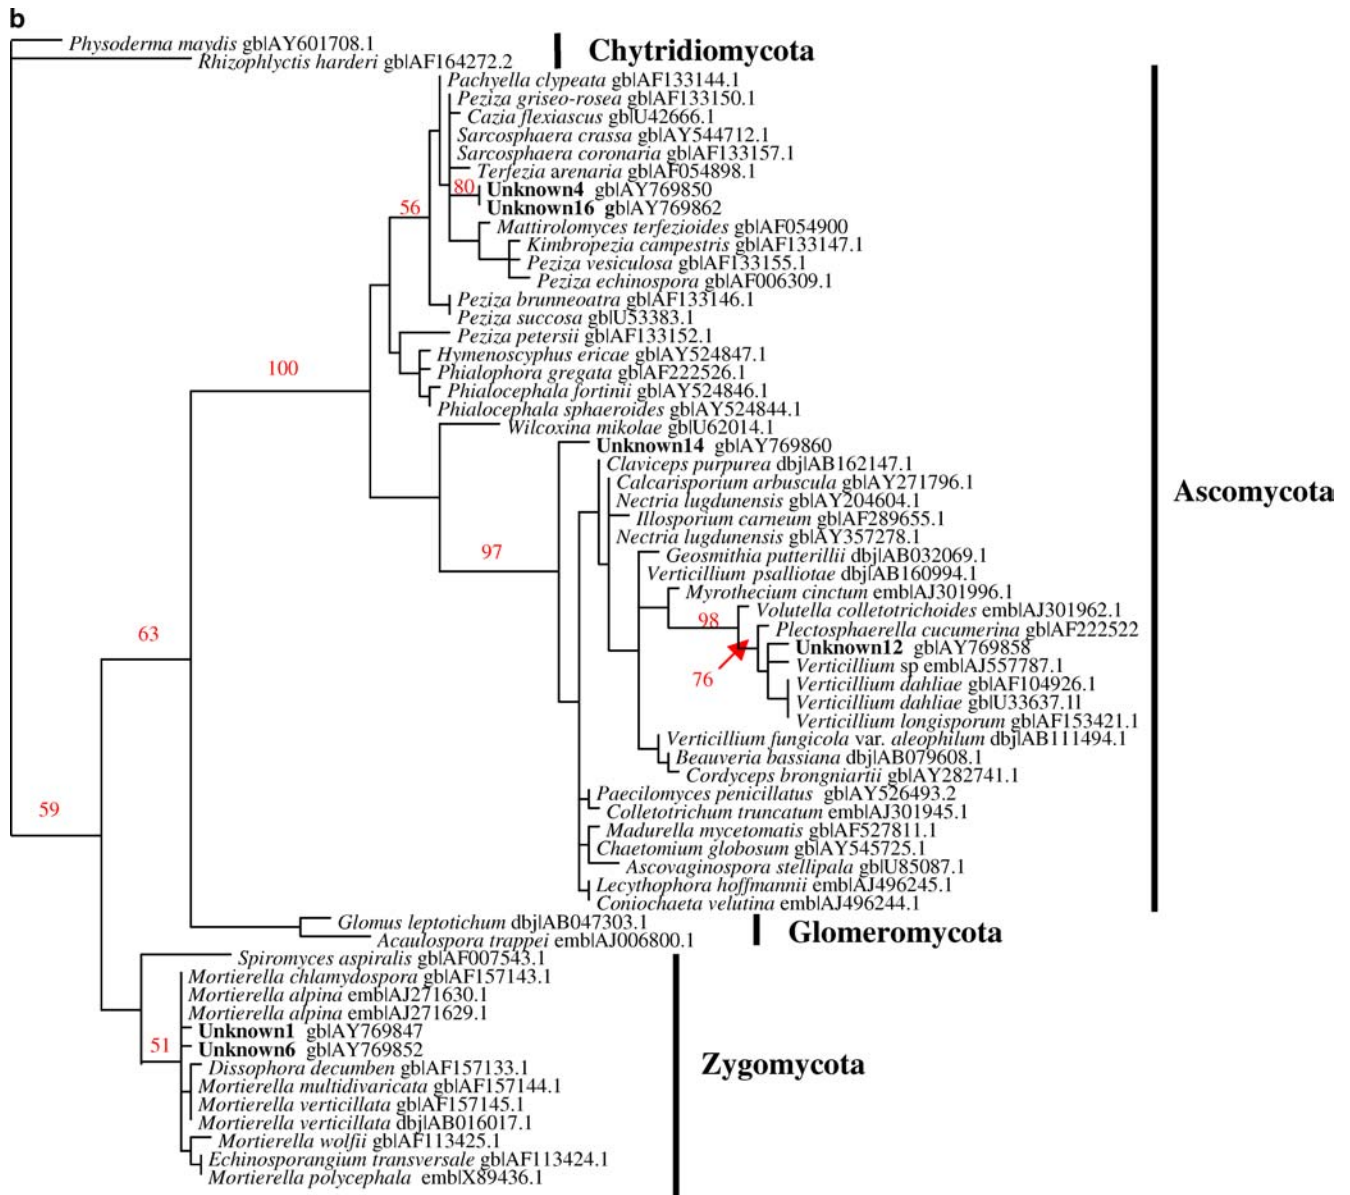 b
Physoderma maydis gb|AY601708.1
Chytridiomycota
Rhizophlyctis harderi gb|AF164272.2
Pachyella clypeata gb|AF133144.1
Peziza griseo-rosea gb|AF133150.1
Cazia flexiascus gb|U42666.1
Sarcosphaera crassa gb|AY544712.1
Sarcosphaera coronaria gb|AF133157.1
Terfezia arenaria gb|AF054898.1
80
Unknown4 gb|AY769850
56
Unknown16 gb|AY769862
Mattirolomyces terfezioides gb|AF054900
Kimbropezia campestris gb|AF133147.1
Peziza vesiculosa gb|AF133155.1
Peziza echinospora gb|AF006309.1
Peziza brunneoatra gb|AF133146.1
Peziza succosa gb|U53383.1
Peziza petersii gb|AF133152.1
Hymenoscyphus ericae gb|AY524847.1
100
Phialophora gregata gb|AF222526.1
Phialocephala fortinii gb|AY524846.1
Phialocephala sphaeroides gb|AY524844.1
Wilcoxina mikolae gb|U62014.1
Unknown14 gb|AY769860
Claviceps purpurea dbj|AB162147.1
Calcarisporium arbuscula gb|AY271796.1
Ascomycota
Nectria lugdunensis gb|AY204604.1
Illosporium carneum gb|AF289655.1
Nectria lugdunensis gb|AY357278.1
97
Geosmithia putterillii dbj|AB032069.1
Verticillium psalliotae dbj|AB160994.1
Myrothecium cinctum emb|AJ301996.1
Volutella colletotrichoides emb|AJ301962.1
98
Plectosphaerella cucumerina gb|AF222522
63
Unknown12 gb|AY769858
Verticillium sp emb|AJ557787.1
76
Verticillium dahliae gb|AF104926.1
Verticillium dahliae gb|U33637.1l
Verticillium longisporum gb|AF153421.1
Verticillium fungicola var. aleophilum dbj|AB111494.1
Beauveria bassiana dbj|AB079608.1
Cordyceps brongniartii gb|AY282741.1
Paecilomyces penicillatus gb|AY526493.2
59
Colletotrichum truncatum emb|AJ301945.1
Madurella mycetomatis gb|AF527811.1
Chaetomium globosum gb|AY545725.1
Ascovaginospora stellipala gb|U85087.1
Lecythophora hoffmannii emb|AJ496245.1
Coniochaeta velutina emb|AJ496244.1
Glomus leptotichum dbj|AB047303.1
Glomeromycota
Acaulospora trappei emb|AJ006800.1
Spiromyces aspiralis gb|AF007543.1
Mortierella chlamydospora gb|AF157143.1
Mortierella alpina emb|AJ271630.1
Mortierella alpina emb|AJ271629.1
Unknown1 gb|AY769847
51
Unknown6 gb|AY769852
Zygomycota
Dissophora decumben gb|AF157133.1
Mortierella multidivaricata gb|AF157144.1
Mortierella verticillata gb|AF157145.1
Mortierella verticillata dbj|AB016017.1
Mortierella wolfii gb|AF113425.1
Echinosporangium transversale gb|AF113424.1
Mortierella polycephala emb|X89436.1